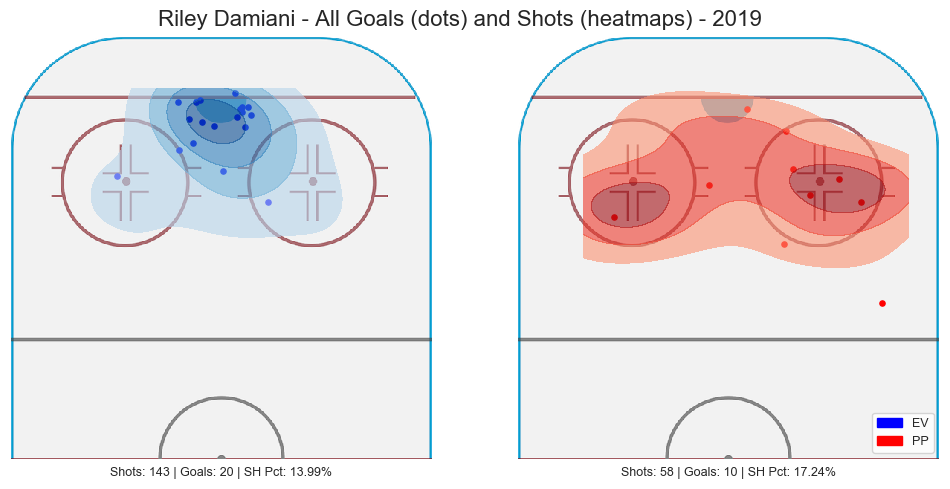 Riley Damiani - All Goals (dots) and Shots (heatmaps) - 2019
EV
PP
Shots: 143 | Goals: 20 | SH Pct: 13.99%
Shots: 58 | Goals: 10 | SH Pct: 17.24%